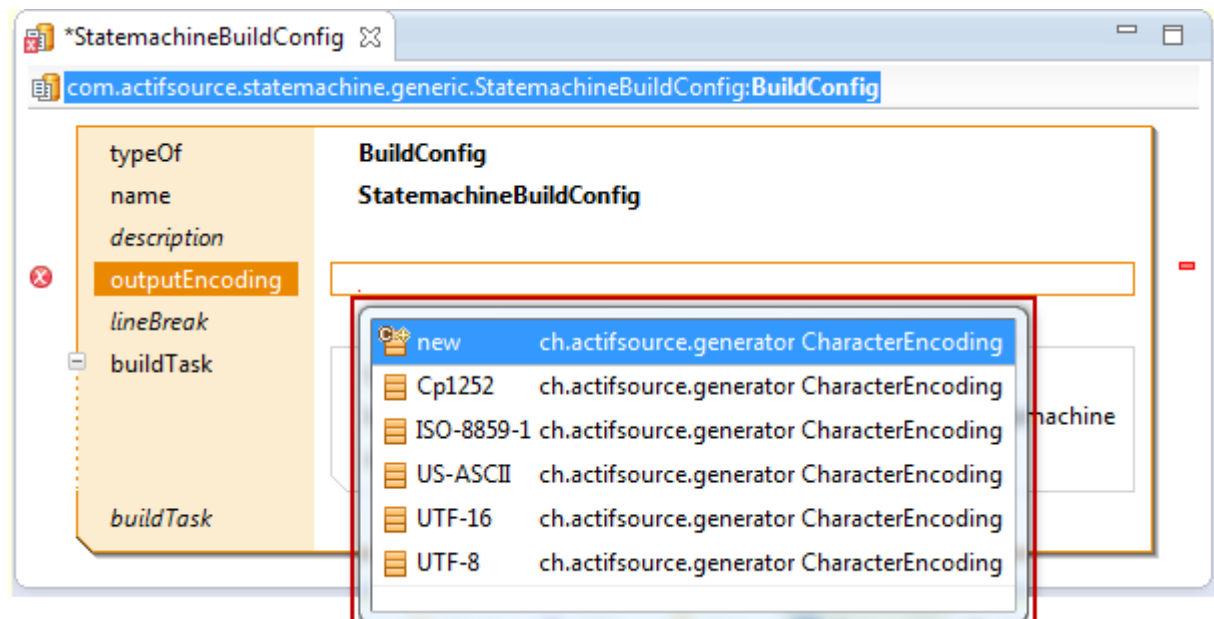 *StatemachineBuildConfig
com.actifsource.statemachine.generic.StatemachineBuildConfig:BuildConfig
typeOf BuildConfig
name StatemachineBuildConfig
description
outputEncoding
lineBreak
new ch.actifsource.generator CharacterEncoding
buildTask
Cp1252 ch.actifsource.generator CharacterEncoding
ISO-8859-1 ch.actifsource.generator CharacterEncoding
machine
US-ASCII ch.actifsource.generator CharacterEncoding
UTF-16 ch.actifsource.generator CharacterEncoding
buildTask
UTF-8 ch.actifsource.generator CharacterEncoding